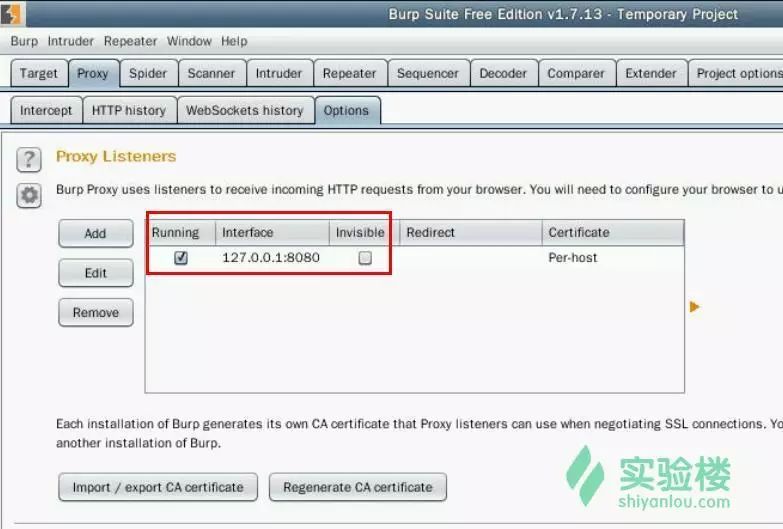 Burp Suite Free Edition v1.7.13 - Temporary Project
Burp Intruder Repeater Window Help
Target Proxy Spider Scanner Intruder Repeater Sequencer Decoder Comparer Extender Project options
Intercept HTTP history WebSockets history Options
? Proxy Listeners
Burp Proxy uses listeners to receive incoming HTTP requests from your browser. You will need to configure your browser to u
Add Running Interface Invisible Redirect Certificate
127.0.0.1:8080 Per-host
Edit
Remove
Each installation of Burp generates its own CA certificate that Proxy listeners can use when negotiating SSL connections. Yo
another installation of Burp.
Import / export CA certificate Regenerate CA certificate
实验楼
shiyanlou.com